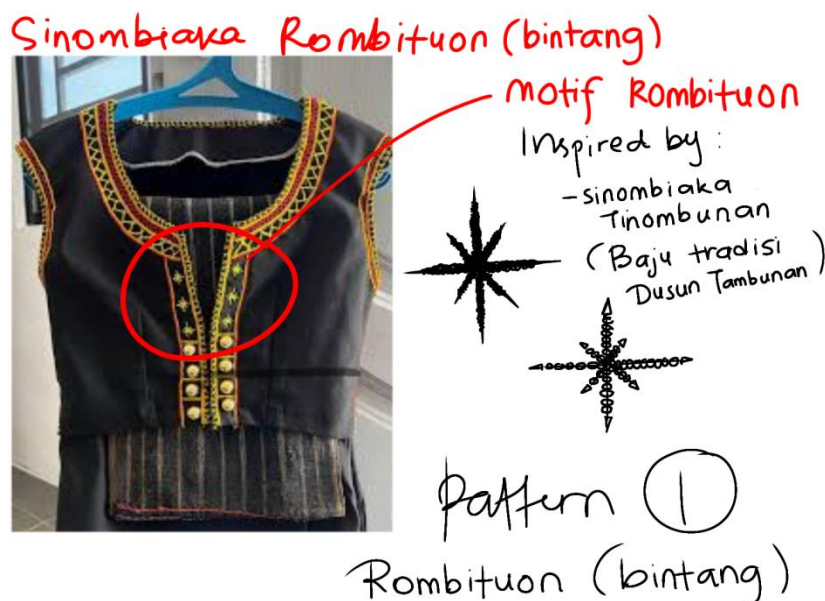 Sinombiaka Rombituon (bintang)
motif Rombituon
Inspired by:
- sinombiaka
Tinombunan
(Baju tradisi
Dusun Tambunan)
pattern 1
Rombituon (bintang)